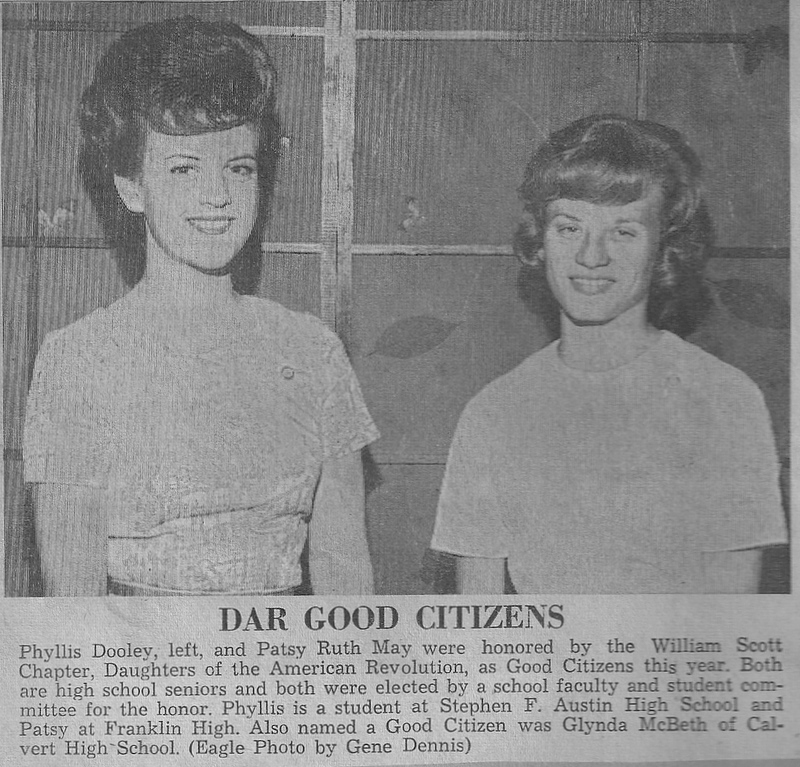 DAR GOOD CITIZENS
Phyllis Dooley, left, and Patsy Ruth May were honored by the William Scott
Chapter, Daughters of the American Revolution, as Good Citizens this year. Both
are high school seniors and both were elected by a school faculty and student com-
mittee for the honor. Phyllis is a student at Stephen F. Austin High School and
Patsy at Franklin High. Also named a Good Citizen was Glynda McBeth of Cal-
vert High School. (Eagle Photo by Gene Dennis)